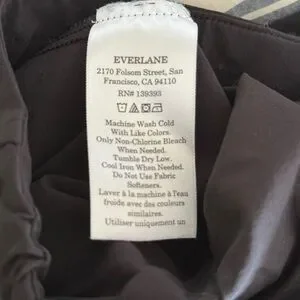 EVERLANE
2170 Folsom Street, San
Francisco, CA 94110
RN# 139393
Machine Wash Cold
With Like Colors.
Only Non-Chlorine Bleach
When Needed.
Tumble Dry Low.
Cool Iron When Needed.
Do Not Use Fabric
Softeners.
Laver à la machine à l'eau
froide avec des couleurs
similaires.
Utiliser uniquement un